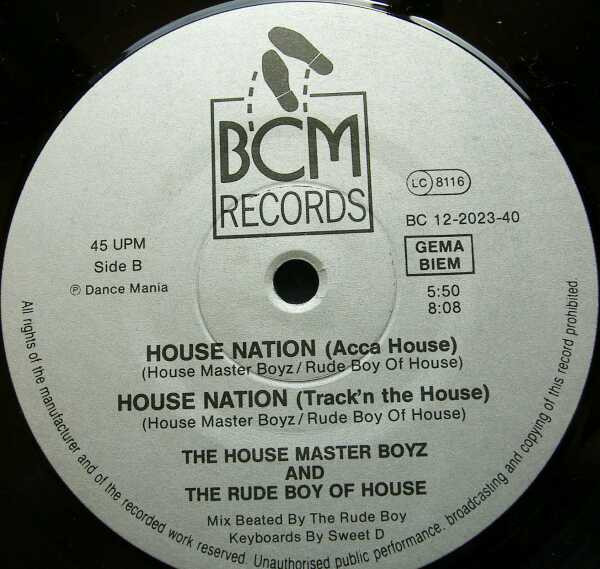 BCM
RECORDS
LC 8116
BC 12-2023-40
GEMA
BIEM
45 UPM
Side B
℗ Dance Mania
5:50
8:08
HOUSE NATION (Acca House)
(House Master Boyz/Rude Boy Of House)
HOUSE NATION (Track'n the House)
(House Master Boyz/Rude Boy Of House)
THE HOUSE MASTER BOYZ
AND
THE RUDE BOY OF HOUSE
Mix Beated By The Rude Boy
Keyboards By Sweet D
All rights of the manufacturer and of the recorded work reserved. Unauthorised public performance, broadcasting and copying of this record prohibited.